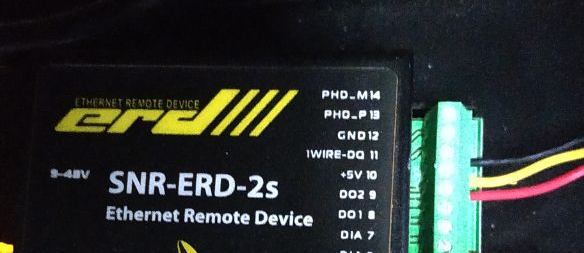 ETHERNET REMOTE DEVICE
erd
9-48V
SNR-ERD-2s
Ethernet Remote Device
PHD_M 14
PHD_P 13
GND 12
1WIRE-DQ 11
+5V 10
DO2 9
DO1 8
DIA 7